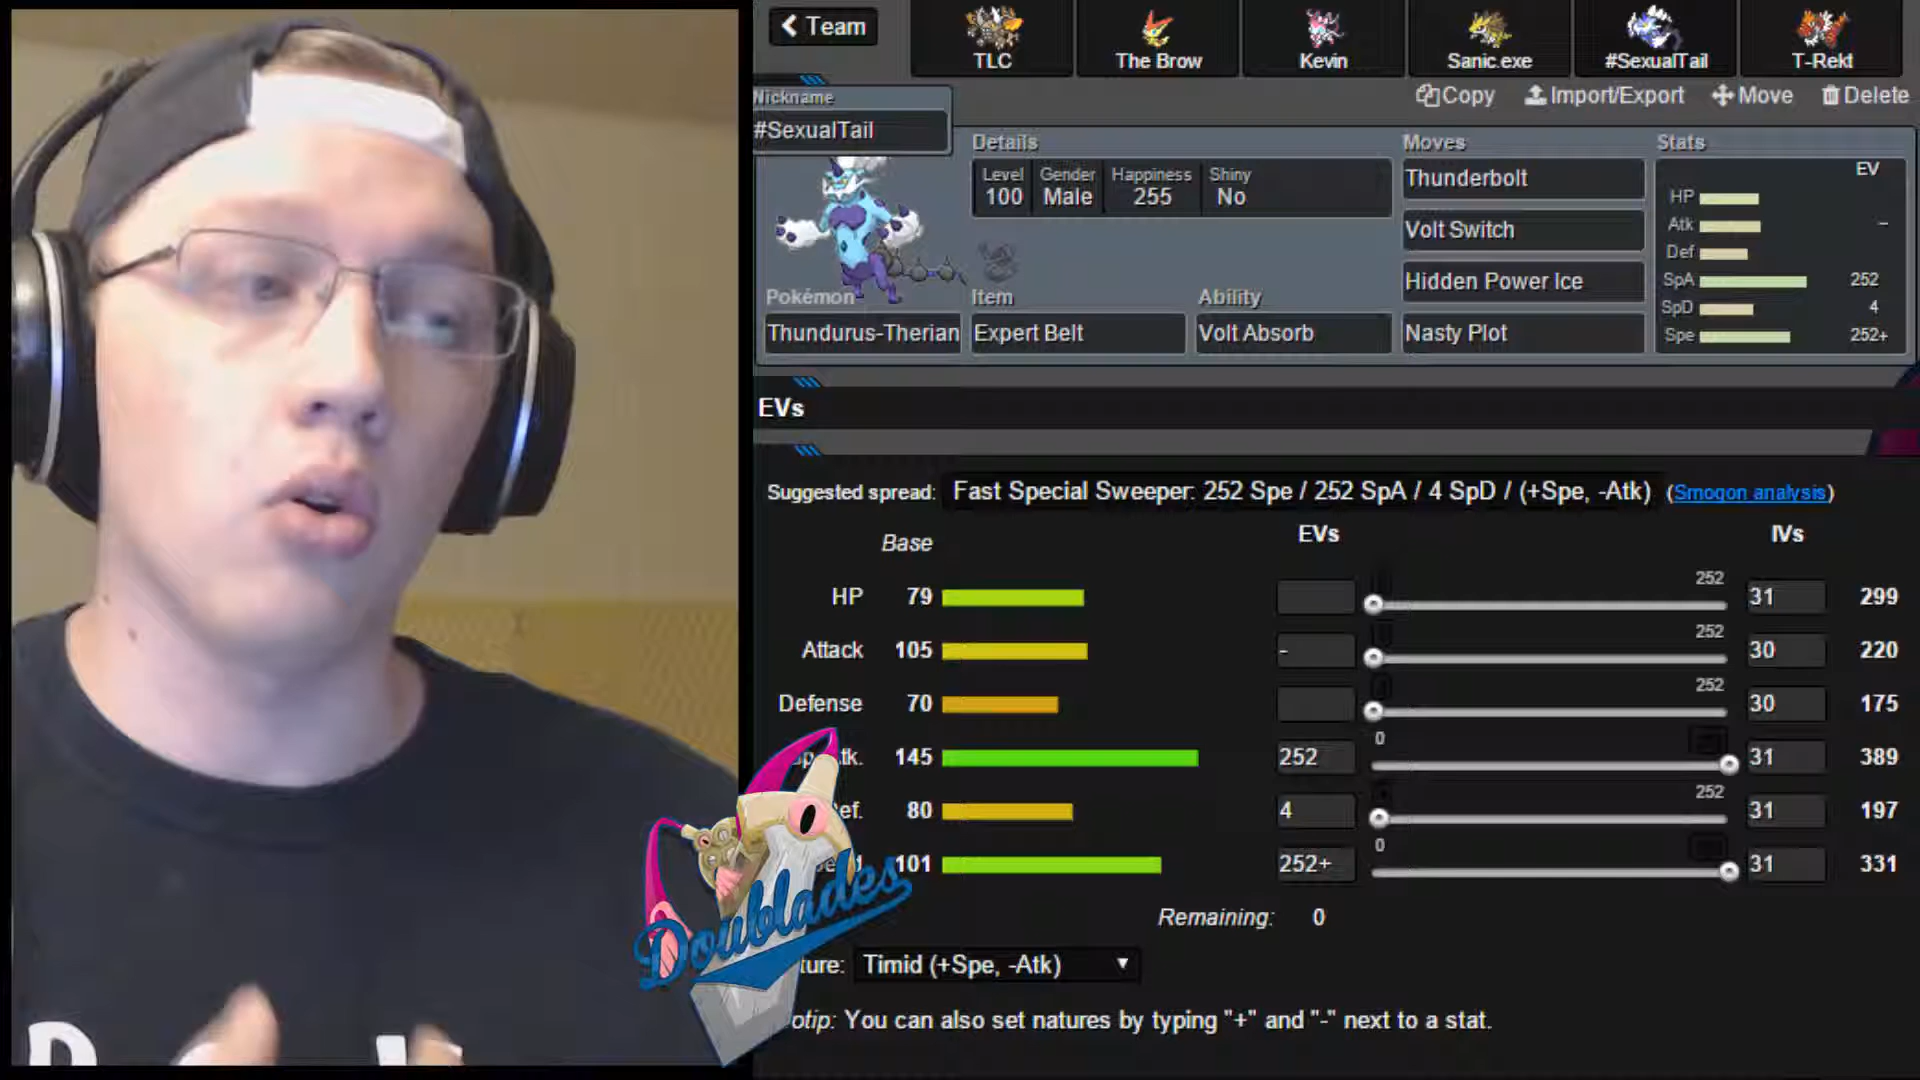 Team
TLC
The Brow
Kevin
Sanic.exe
#SexualTail
T-Rekt
Copy Import/Export Move Delete
Nickname
#SexualTail
Details
Level Gender Happiness Shiny
100 Male 255 No
Pokémon Item Ability
Thundurus-Therian Expert Belt Volt Absorb
Moves
Thunderbolt
Volt Switch
Hidden Power Ice
Nasty Plot
Stats
EV
HP
Atk -
Def
SpA 252
SpD 4
Spe 252+
EVs
Suggested spread: Fast Special Sweeper: 252 Spe / 252 SpA / 4 SpD / (+Spe, -Atk) (Smogon analysis)
Base EVs IVs
HP 79 252 31 299
Attack 105 - 252 30 220
Defense 70 252 30 175
tk. 145 252 0 31 389
ef. 80 4 252 31 197
101 252+ 0 31 331
Remaining: 0
ture: Timid (+Spe, -Atk)
otip: You can also set natures by typing "+" and "-" next to a stat.
Doublades